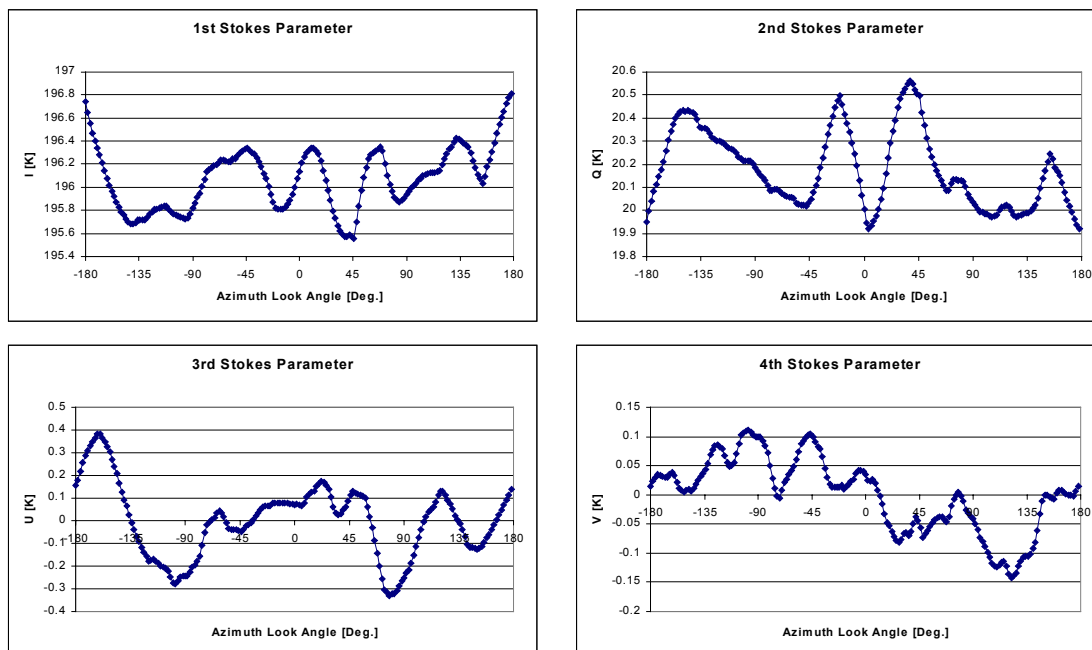 1st Stokes Parameter
I [K]
197
196.8
196.6
196.4
196.2
196
195.8
195.6
195.4
-180 -135 -90 -45 0 45 90 135 180
Azimuth Look Angle [Deg.]
2nd Stokes Parameter
Q [K]
20.6
20.5
20.4
20.3
20.2
20.1
20
19.9
19.8
-180 -135 -90 -45 0 45 90 135 180
Azimuth Look Angle [Deg.]
3rd Stokes Parameter
U [K]
0.5
0.4
0.3
0.2
0.1
0
-0.1
-0.2
-0.3
-0.4
-180 -135 -90 -45 0 45 90 135 180
Azimuth Look Angle [Deg.]
4th Stokes Parameter
V [K]
0.15
0.1
0.05
0
-0.05
-0.1
-0.15
-0.2
-180 -135 -90 -45 0 45 90 135 180
Azimuth Look Angle [Deg.]